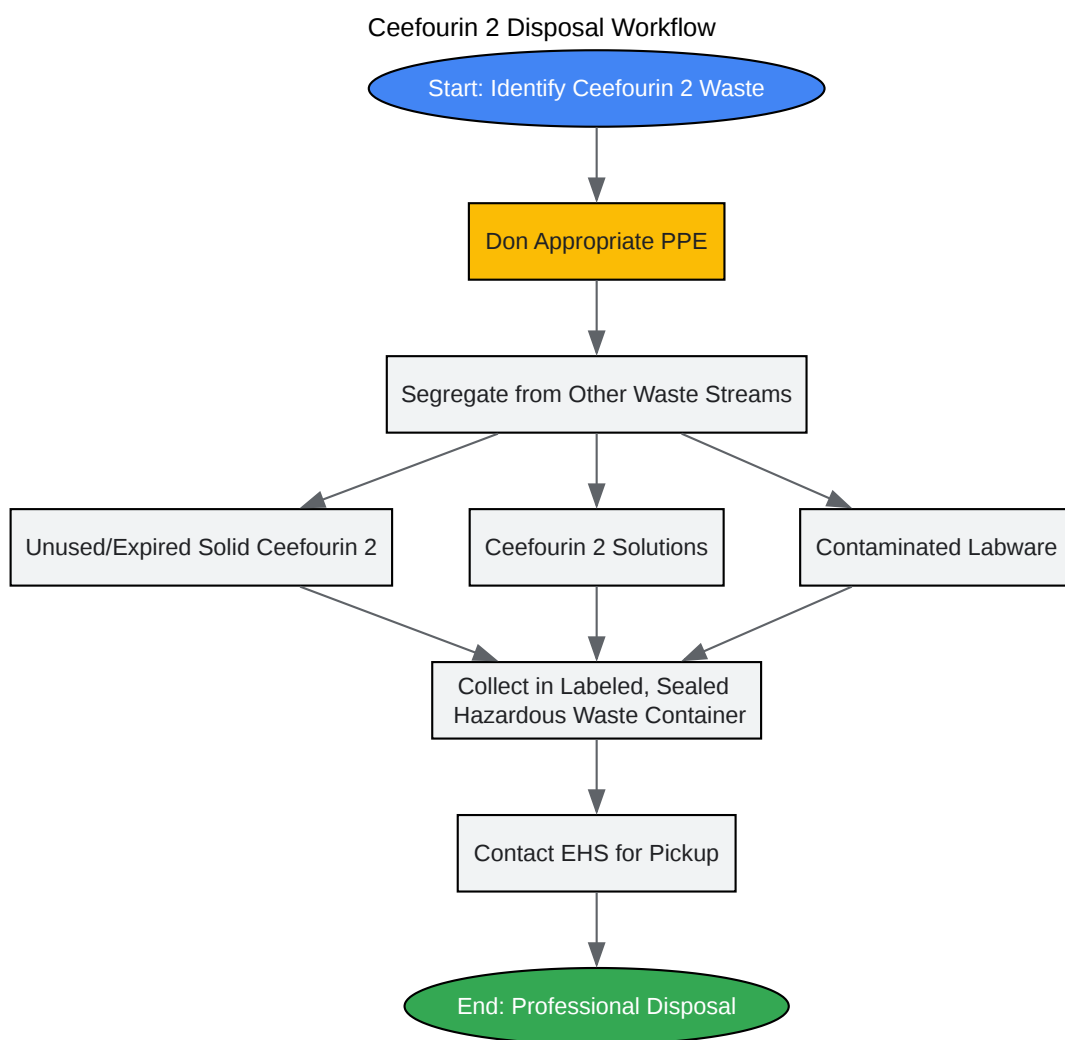 Ceefourin 2 Disposal Workflow
Start: Identify Ceefourin 2 Waste
Don Appropriate PPE
Segregate from Other Waste Streams
Unused/Expired Solid Ceefourin 2
Ceefourin 2 Solutions
Contaminated Labware
Collect in Labeled, Sealed
Hazardous Waste Container
Contact EHS for Pickup
End: Professional Disposal